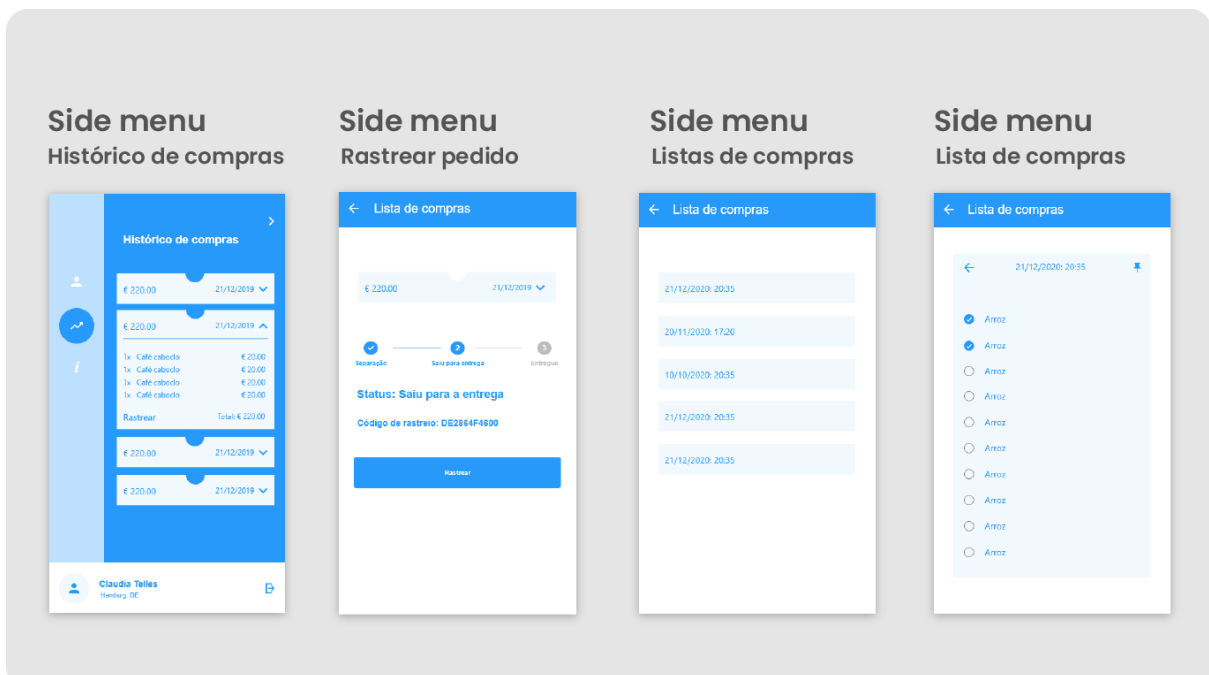 Side menu
Histórico de compras
Histórico de compras
€ 220.00 21/12/2019
€ 220.00 21/12/2019
1x Café cabodo € 20.00
1x Café cabodo € 20.00
1x Café cabodo € 20.00
1x Café cabodo € 20.00
Rastrear Total: € 220.00
€ 220.00 21/12/2019
€ 220.00 21/12/2019
i
Claudia Telles
Hamburg, DE
Side menu
Rastrear pedido
Lista de compras
€ 220.00 21/12/2019
1 2 3
Separação Saiu para entrega Entregue
Status: Saiu para a entrega
Código de rastreio: DE2864F4600
Rastrear
Side menu
Listas de compras
Lista de compras
21/12/2020: 20:35
20/11/2020: 17:20
10/10/2020: 20:35
21/12/2020: 20:35
21/12/2020: 20:35
Side menu
Lista de compras
Lista de compras
21/12/2020: 20:35
Arroz
Arroz
Arroz
Arroz
Arroz
Arroz
Arroz
Arroz
Arroz
Arroz